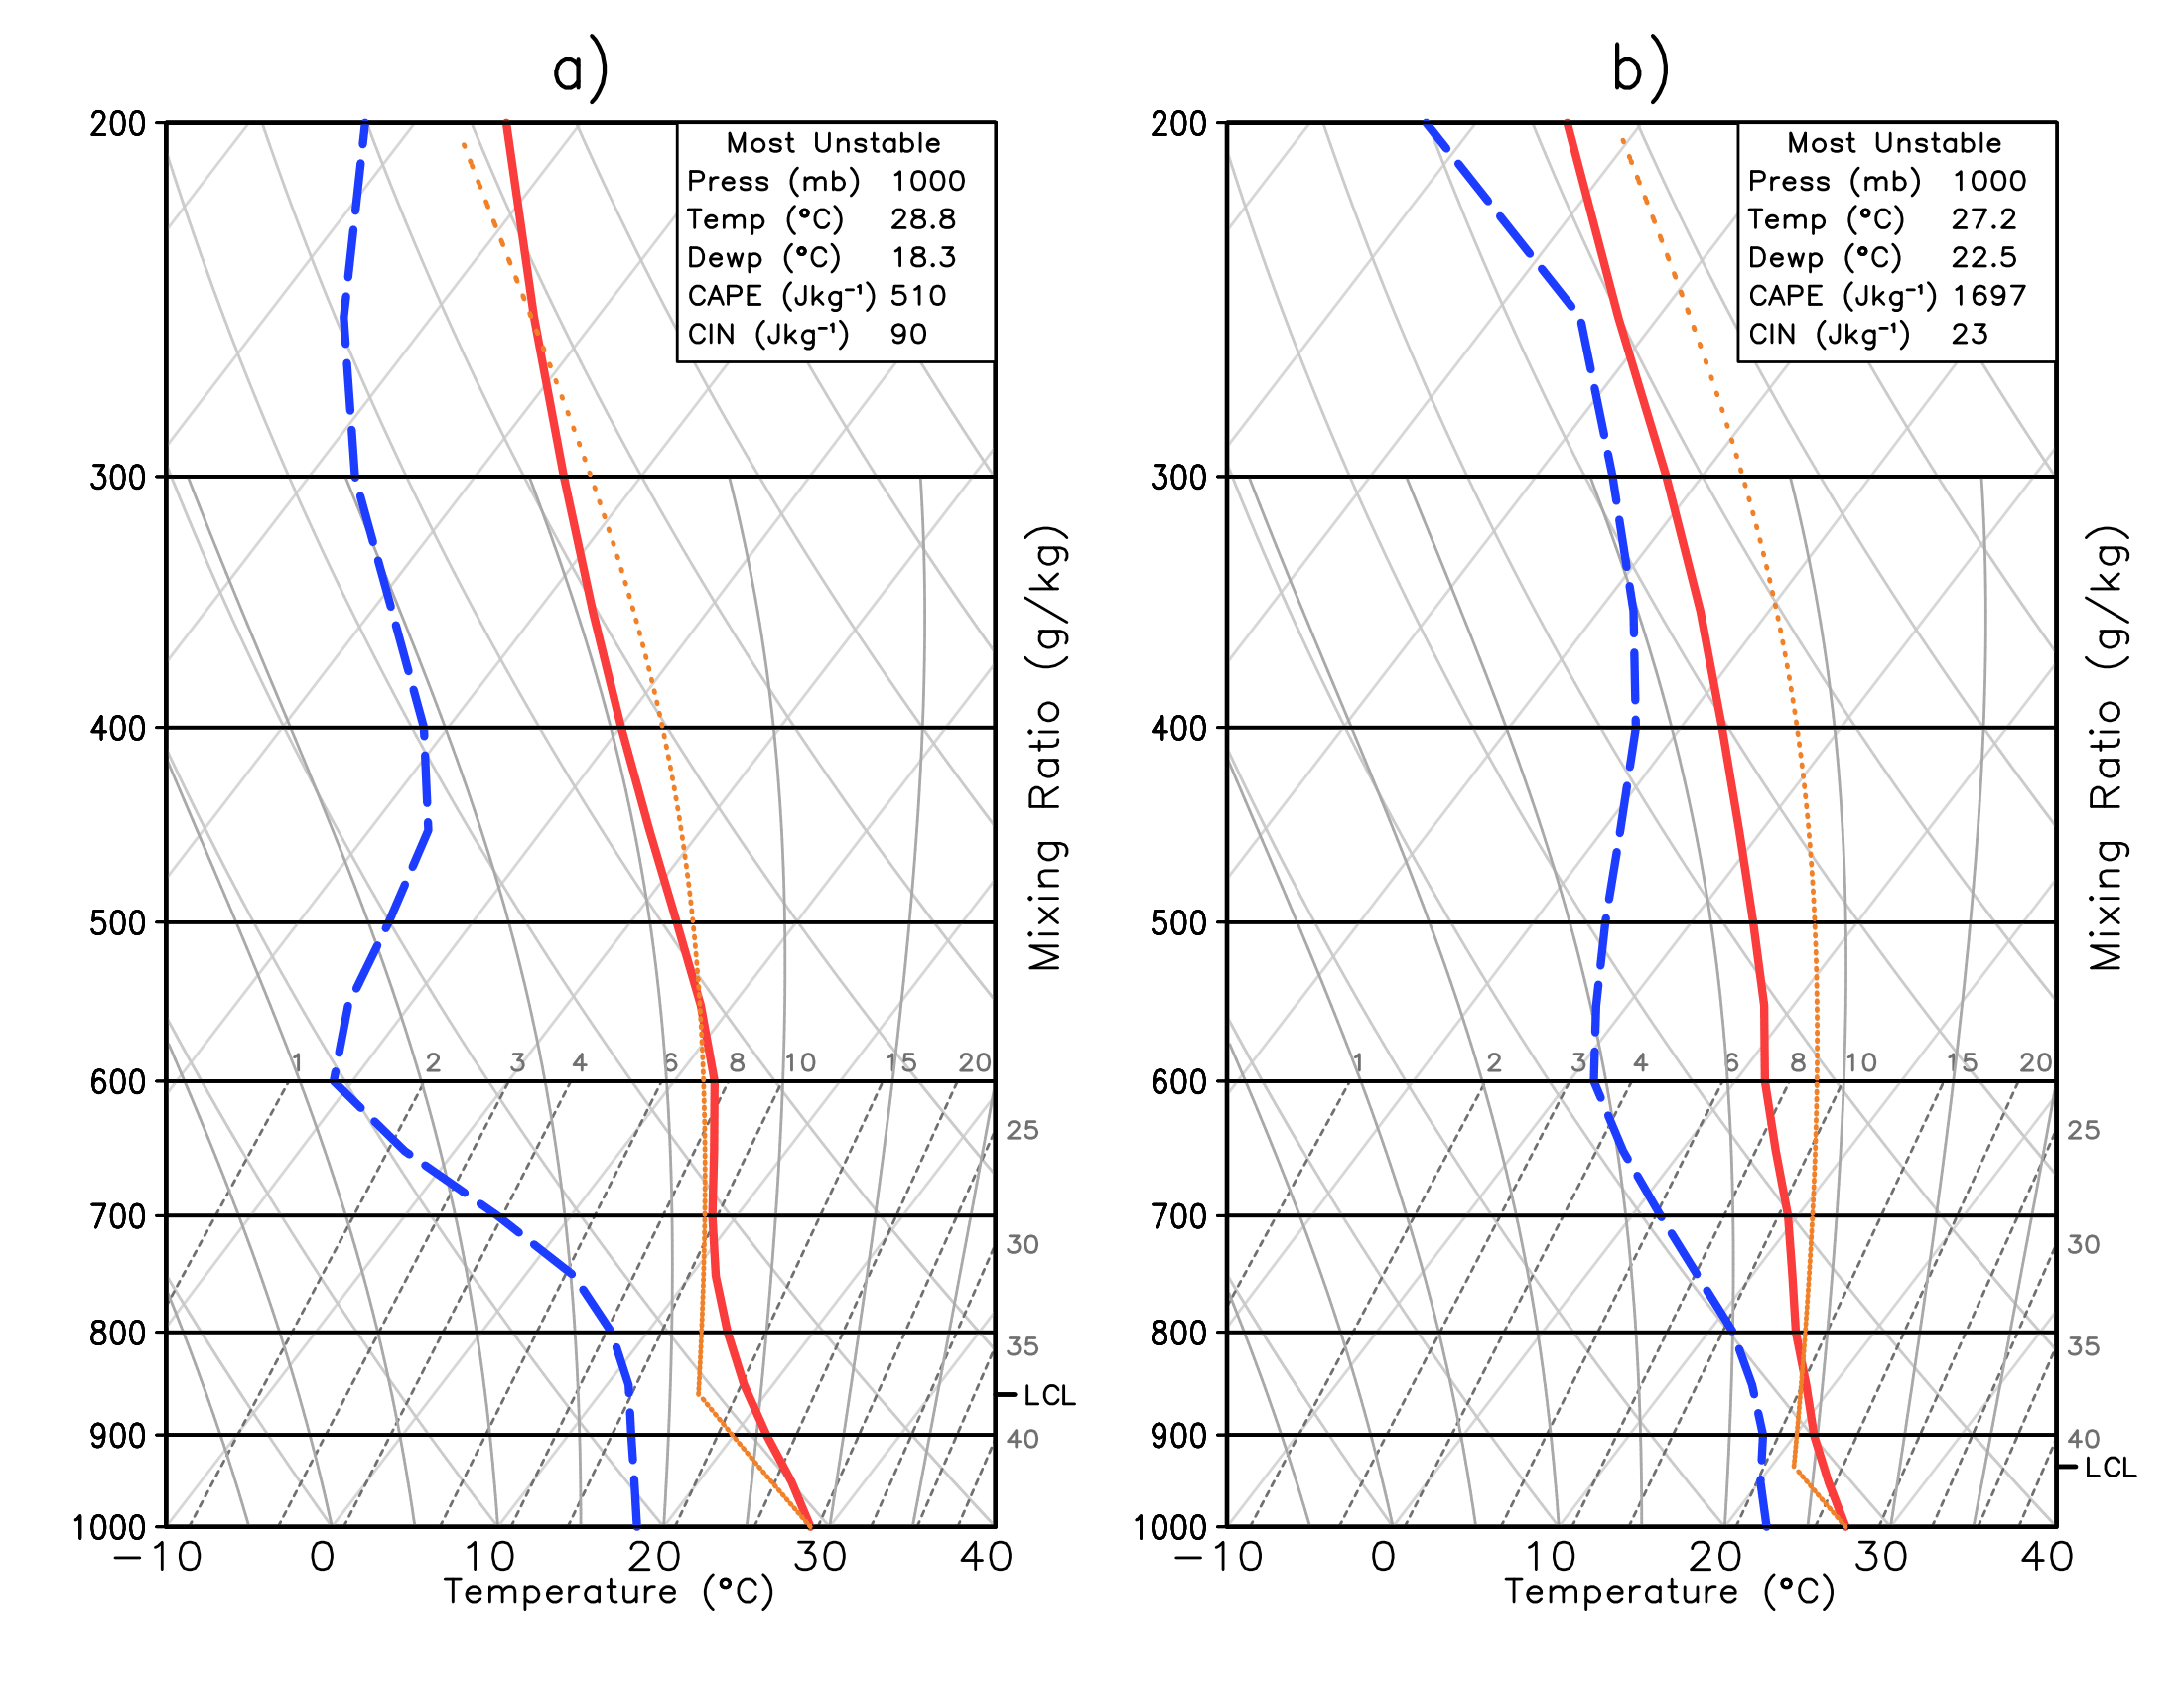 a)
200
300
400
500
600
700
800
900
1000
Most Unstable
Press (mb) 1000
Temp (°C) 28.8
Dewp (°C) 18.3
CAPE (Jkg⁻¹) 510
CIN (Jkg⁻¹) 90
1 2 3 4 6 8 10 15 20
25
30
35
40
LCL
Mixing Ratio (g/kg)
−10 0 10 20 30 40
Temperature (°C)
b)
200
300
400
500
600
700
800
900
1000
Most Unstable
Press (mb) 1000
Temp (°C) 27.2
Dewp (°C) 22.5
CAPE (Jkg⁻¹) 1697
CIN (Jkg⁻¹) 23
1 2 3 4 6 8 10 15 20
25
30
35
40
LCL
Mixing Ratio (g/kg)
−10 0 10 20 30 40
Temperature (°C)